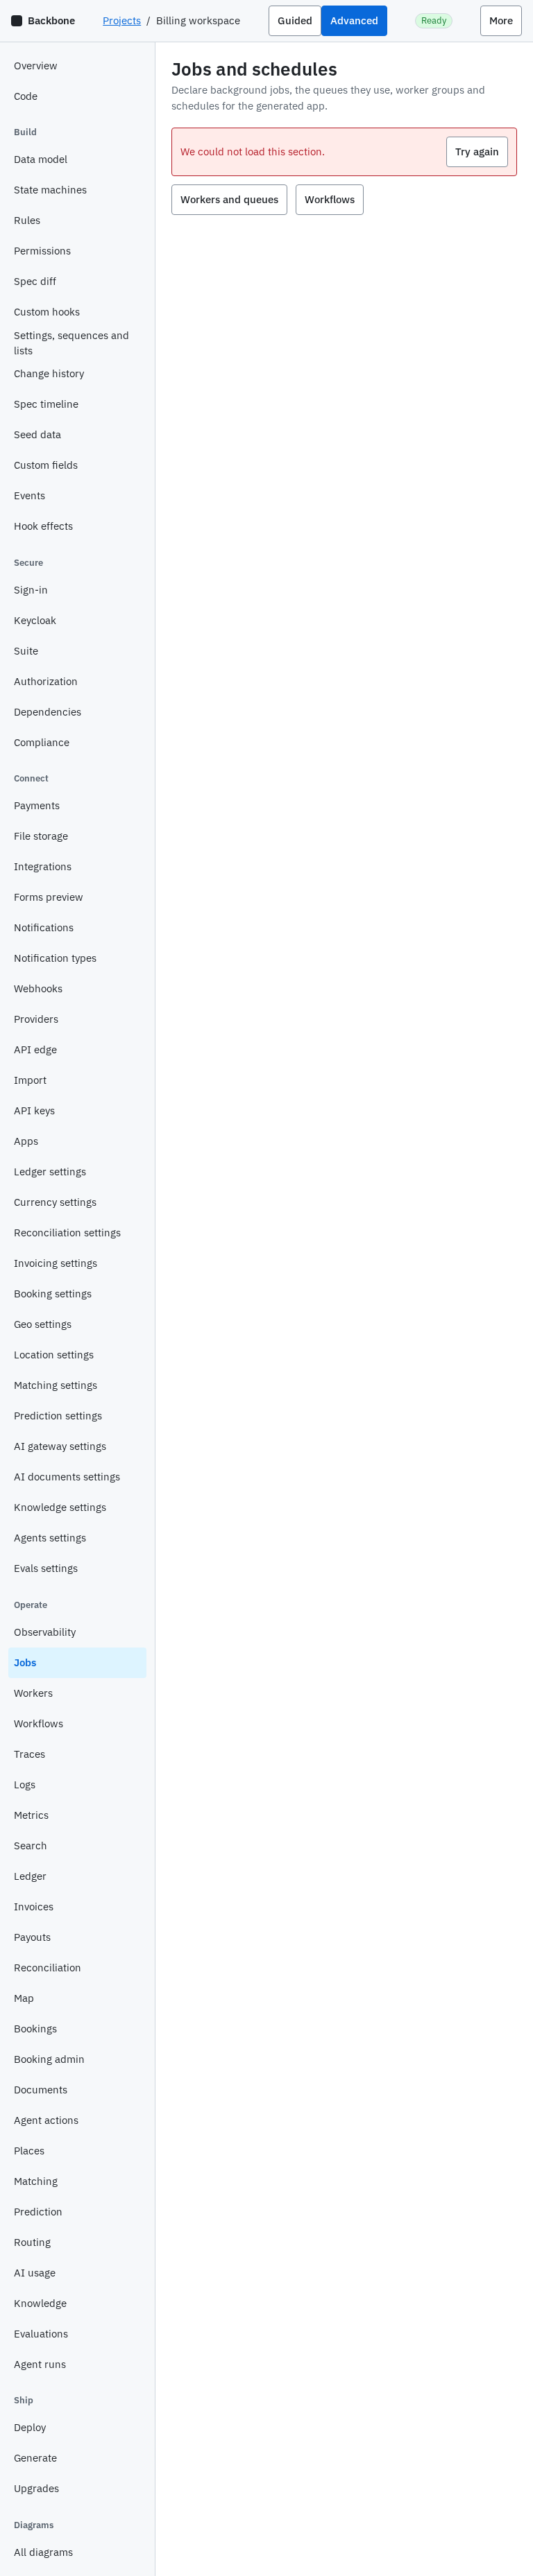 Backbone
Projects / Billing workspace
Guided
Advanced
Ready
More
Overview
Code
Build
Data model
State machines
Rules
Permissions
Spec diff
Custom hooks
Settings, sequences and
lists
Change history
Spec timeline
Seed data
Custom fields
Events
Hook effects
Secure
Sign-in
Keycloak
Suite
Authorization
Dependencies
Compliance
Connect
Payments
File storage
Integrations
Forms preview
Notifications
Notification types
Webhooks
Providers
API edge
Import
API keys
Apps
Ledger settings
Currency settings
Reconciliation settings
Invoicing settings
Booking settings
Geo settings
Location settings
Matching settings
Prediction settings
AI gateway settings
AI documents settings
Knowledge settings
Agents settings
Evals settings
Operate
Observability
Jobs
Workers
Workflows
Traces
Logs
Metrics
Search
Ledger
Invoices
Payouts
Reconciliation
Map
Bookings
Booking admin
Documents
Agent actions
Places
Matching
Prediction
Routing
AI usage
Knowledge
Evaluations
Agent runs
Ship
Deploy
Generate
Upgrades
Diagrams
All diagrams
Jobs and schedules
Declare background jobs, the queues they use, worker groups and
schedules for the generated app.
We could not load this section.
Try again
Workers and queues
Workflows